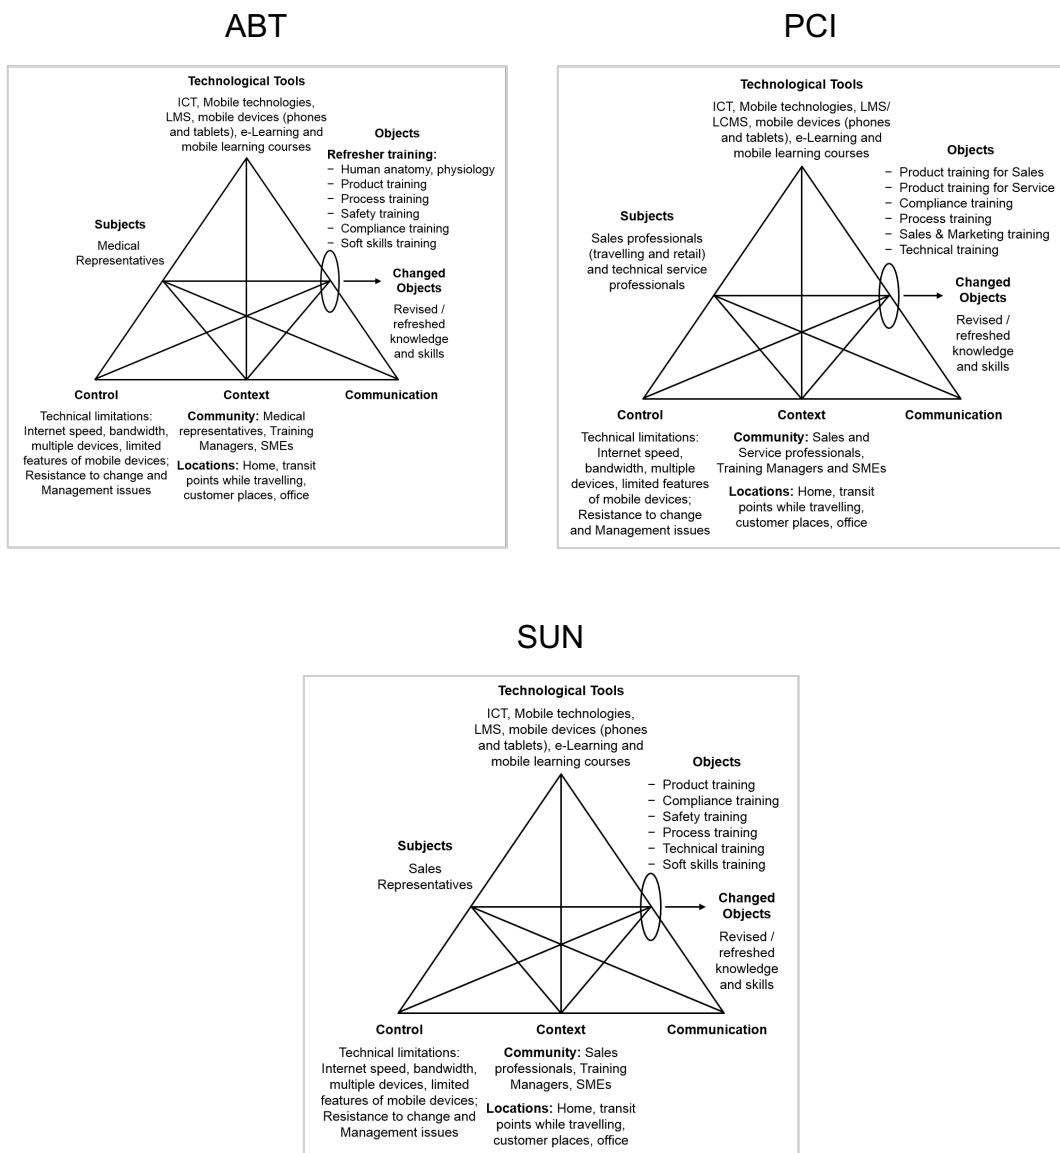 ABT
Technological Tools
ICT, Mobile technologies,
LMS, mobile devices (phones
and tablets), e-Learning and
mobile learning courses
Objects
Refresher training:
− Human anatomy, physiology
− Product training
− Process training
− Safety training
− Compliance training
− Soft skills training
Subjects
Medical
Representatives
Changed
Objects
Revised /
refreshed
knowledge
and skills
Control
Technical limitations:
Internet speed, bandwidth,
multiple devices, limited
features of mobile devices;
Resistance to change and
Management issues
Context
Community: Medical
representatives, Training
Managers, SMEs
Locations: Home, transit
points while travelling,
customer places, office
Communication
PCI
Technological Tools
ICT, Mobile technologies, LMS/
LCMS, mobile devices (phones
and tablets), e-Learning and
mobile learning courses
Objects
− Product training for Sales
− Product training for Service
− Compliance training
− Process training
− Sales & Marketing training
− Technical training
Subjects
Sales professionals
(travelling and retail)
and technical service
professionals
Changed
Objects
Revised /
refreshed
knowledge
and skills
Control
Technical limitations:
Internet speed,
bandwidth, multiple
devices, limited features
of mobile devices;
Resistance to change
and Management issues
Context
Community: Sales and
Service professionals,
Training Managers and SMEs
Locations: Home, transit
points while travelling,
customer places, office
Communication
SUN
Technological Tools
ICT, Mobile technologies,
LMS, mobile devices (phones
and tablets), e-Learning and
mobile learning courses
Objects
− Product training
− Compliance training
− Safety training
− Process training
− Technical training
− Soft skills training
Subjects
Sales
Representatives
Changed
Objects
Revised /
refreshed
knowledge
and skills
Control
Technical limitations:
Internet speed, bandwidth,
multiple devices, limited
features of mobile devices;
Resistance to change and
Management issues
Context
Community: Sales
professionals, Training
Managers, SMEs
Locations: Home, transit
points while travelling,
customer places, office
Communication